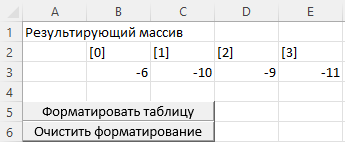 A B C D E
1 Результирующий массив
2 [0] [1] [2] [3]
3 -6 -10 -9 -11
4
5 Форматировать таблицу
6 Очистить форматирование